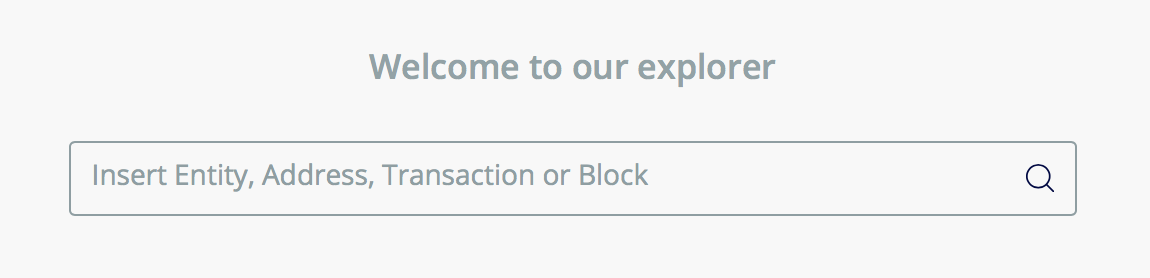 Welcome to our explorer
Insert Entity, Address, Transaction or Block